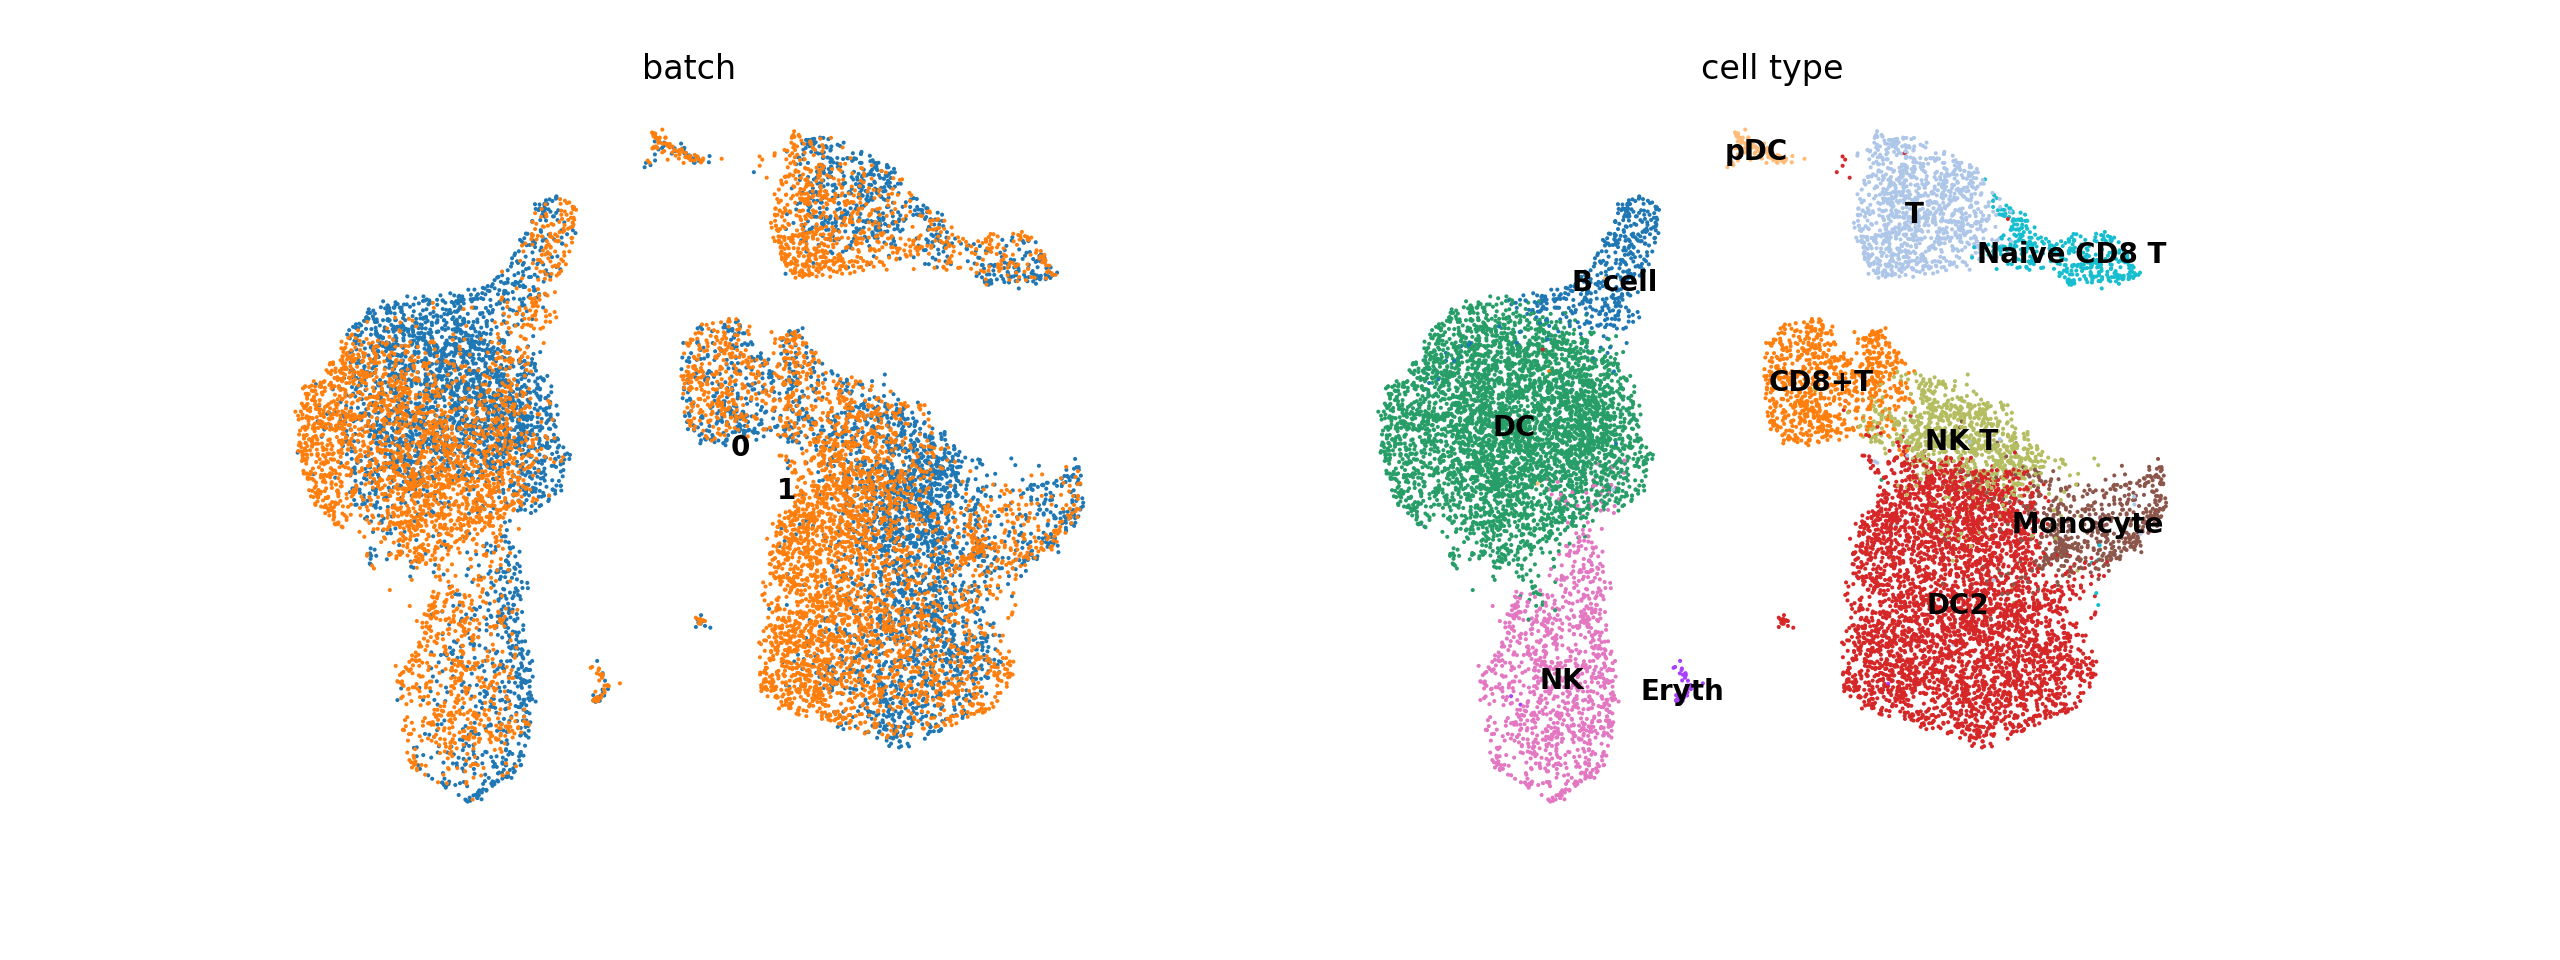 batch
0
1
cell type
pDC
T
Naive CD8 T
B cell
CD8+T
DC
NK T
Monocyte
DC2
NK
Eryth